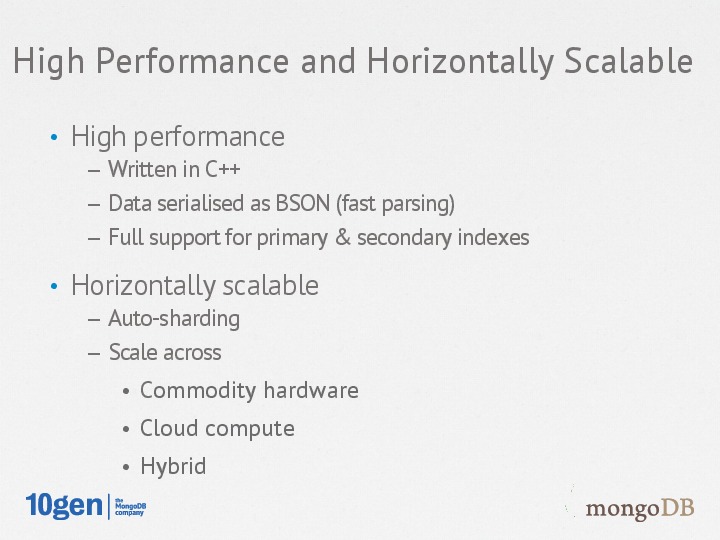 High Performance and Horizontally Scalable
• High performance
– Written in C++
– Data serialised as BSON (fast parsing)
– Full support for primary & secondary indexes
• Horizontally scalable
– Auto-sharding
– Scale across
• Commodity hardware
• Cloud compute
• Hybrid
10gen
the
MongoDB
company
mongoDB